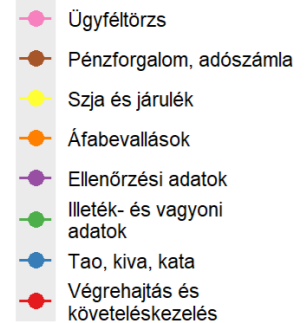 Ügyféltörzs
Pénzforgalom, adószámla
Szja és járulék
Áfabevallások
Ellenőrzési adatok
Illeték- és vagyoni
adatok
Tao, kiva, kata
Végrehajtás és
követeléskezelés